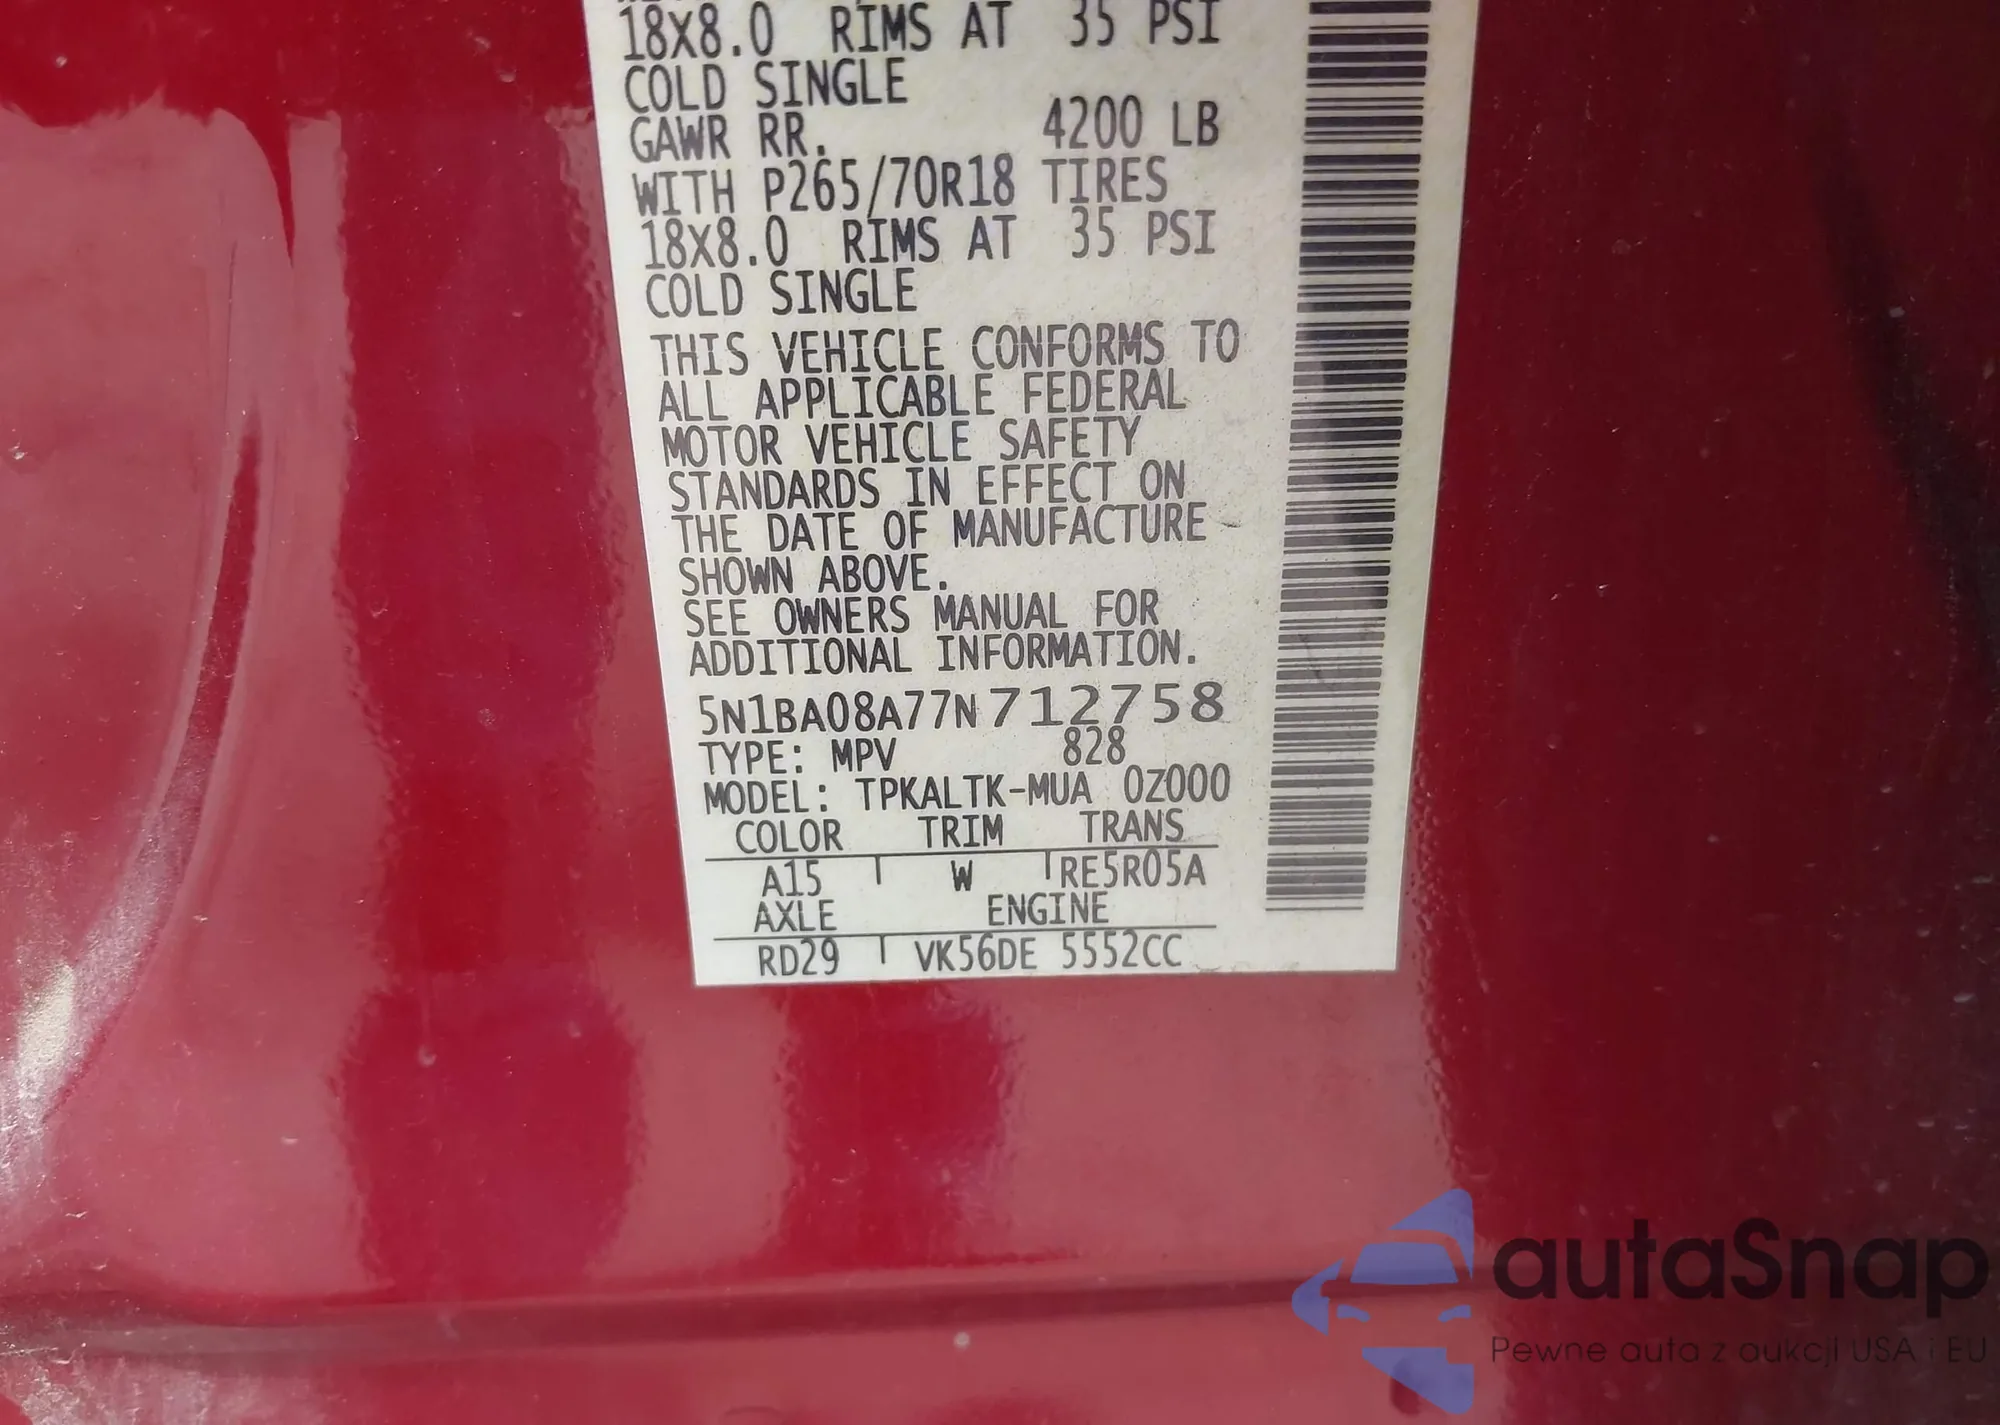 18X8.0 RIMS AT 35 PSI
COLD SINGLE
GAWR RR. 4200 LB
WITH P265/70R18 TIRES
18X8.0 RIMS AT 35 PSI
COLD SINGLE
THIS VEHICLE CONFORMS TO
ALL APPLICABLE FEDERAL
MOTOR VEHICLE SAFETY
STANDARDS IN EFFECT ON
THE DATE OF MANUFACTURE
SHOWN ABOVE.
SEE OWNERS MANUAL FOR
ADDITIONAL INFORMATION.
5N1BA08A77N712758
TYPE: MPV 828
MODEL: TPKALTK-MUA 0Z000
COLOR TRIM TRANS
A15 W RE5R05A
AXLE ENGINE
RD29 VK56DE 5552CC
autaSnap
Pewne auta z aukcji USA i EU